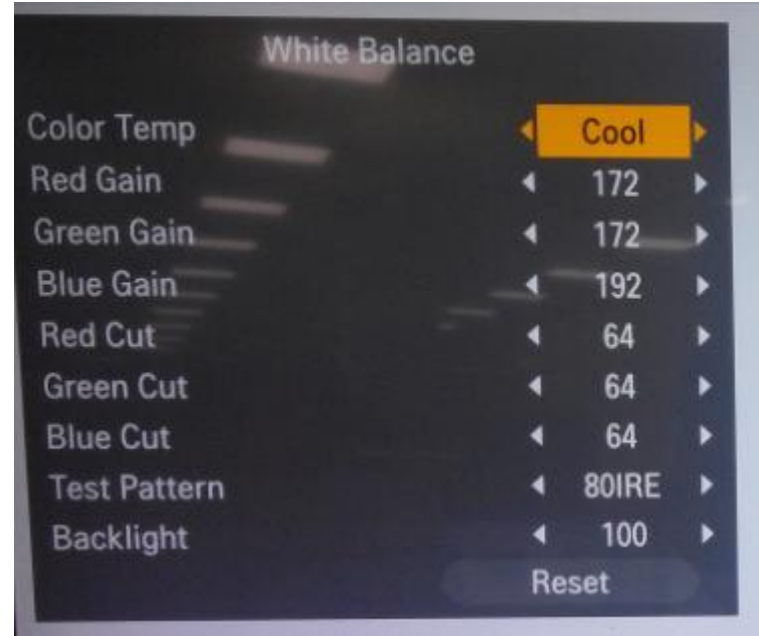 White Balance
Color Temp Cool
Red Gain 172
Green Gain 172
Blue Gain 192
Red Cut 64
Green Cut 64
Blue Cut 64
Test Pattern 80IRE
Backlight 100
Reset